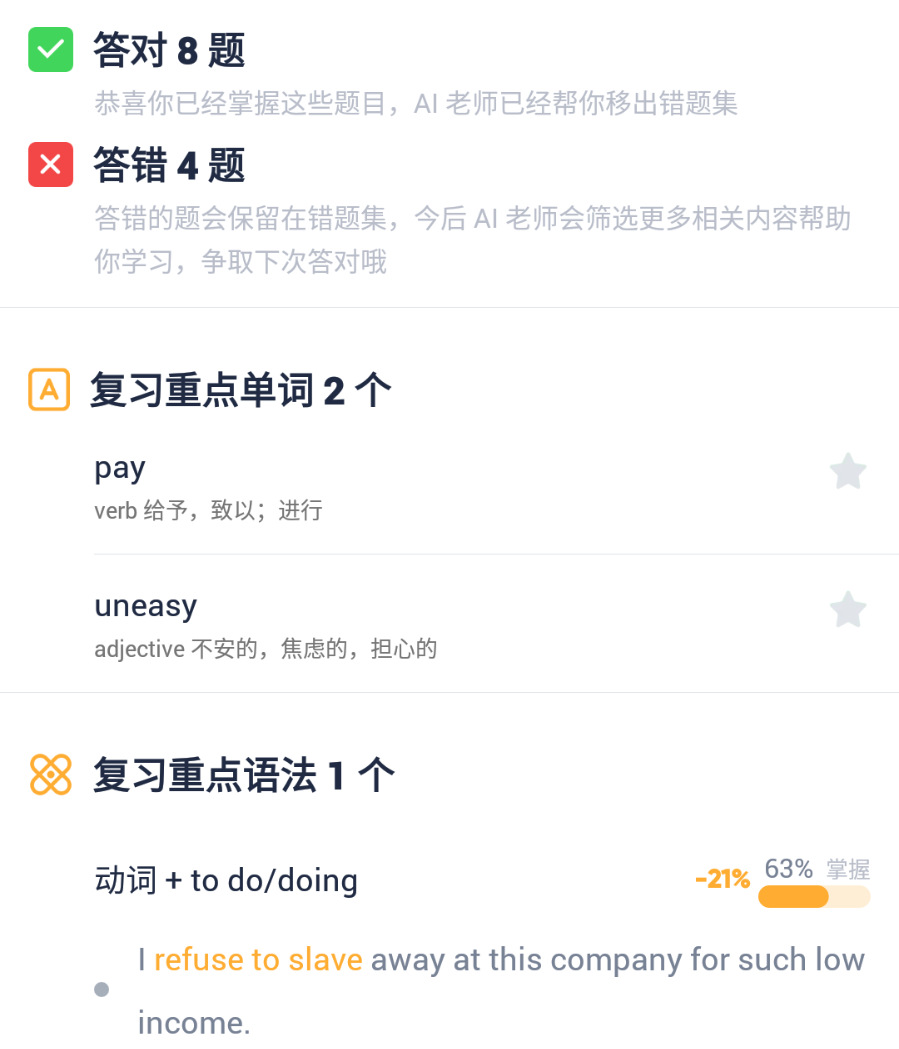 答对 8 题
恭喜你已经掌握这些题目，AI 老师已经帮你移出错题集
答错 4 题
答错的题会保留在错题集，今后 AI 老师会筛选更多相关内容帮助
你学习，争取下次答对哦
A 复习重点单词 2 个
pay
verb 给予，致以；进行
uneasy
adjective 不安的，焦虑的，担心的
复习重点语法 1 个
动词 + to do/doing -21% 63% 掌握
I refuse to slave away at this company for such low
income.